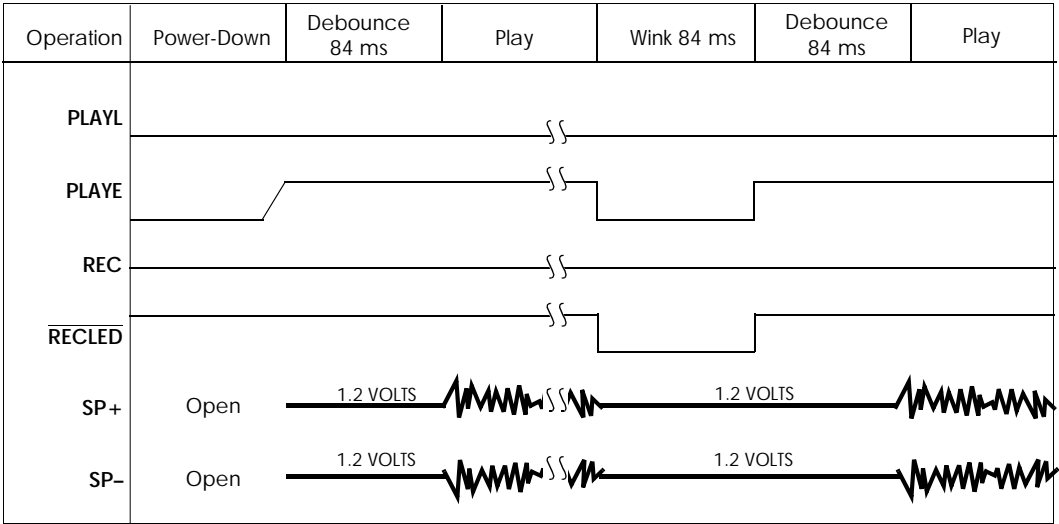 Operation
Power-Down
Debounce
84 ms
Play
Wink 84 ms
Debounce
84 ms
Play
PLAYL
PLAYE
REC
RECLED
SP+
Open
1.2 VOLTS
1.2 VOLTS
SP–
Open
1.2 VOLTS
1.2 VOLTS